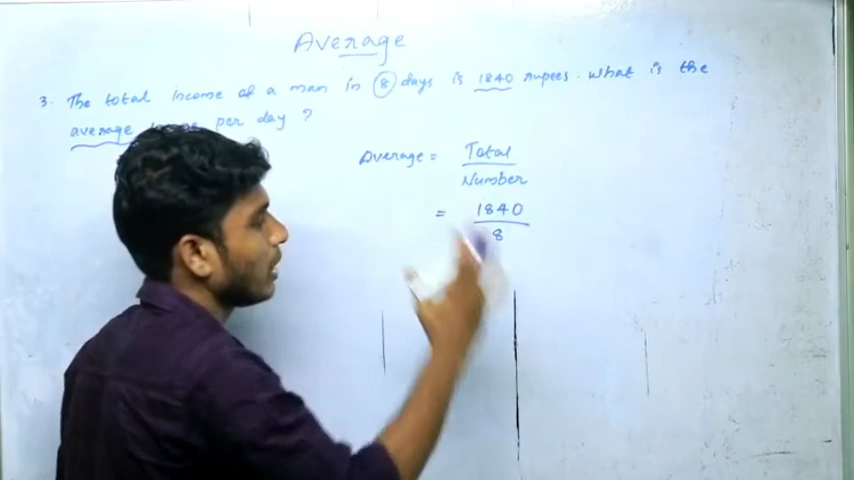 Average
3. The total income of a man in 8 days is 1840 rupees. what is the
average per day ?
Average = Total
Number
= 1840
8